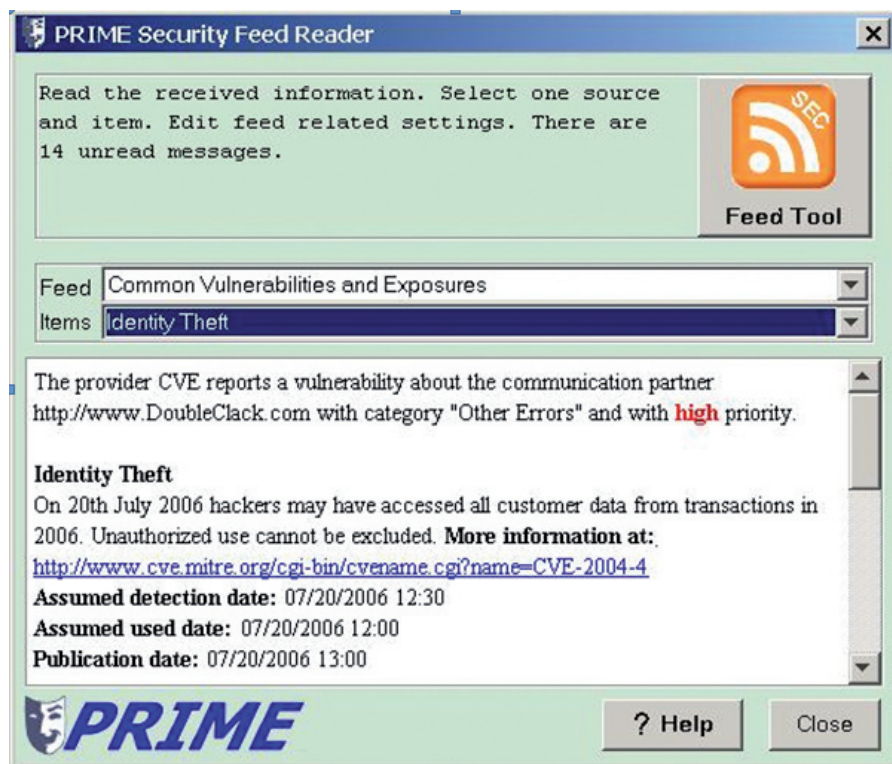 PRIME Security Feed Reader
Read the received information. Select one source
and item. Edit feed related settings. There are
14 unread messages.
SEC
Feed Tool
Feed Common Vulnerabilities and Exposures
Items Identity Theft
The provider CVE reports a vulnerability about the communication partner
http://www.DoubleClack.com with category "Other Errors" and with high priority.
Identity Theft
On 20th July 2006 hackers may have accessed all customer data from transactions in
2006. Unauthorized use cannot be excluded. More information at:
http://www.cve.mitre.org/cgi-bin/cvename.cgi?name=CVE-2004-4
Assumed detection date: 07/20/2006 12:30
Assumed used date: 07/20/2006 12:00
Publication date: 07/20/2006 13:00
PRIME
? Help
Close